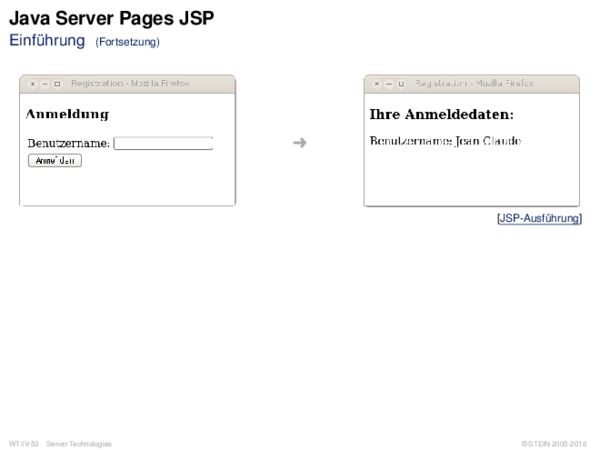 Java Server Pages JSP
Einführung (Fortsetzung)
Registration - Mozilla Firefox
Anmeldung
Benutzername:
Anmelden
➜
Registration - Mozilla Firefox
Ihre Anmeldedaten:
Benutzername: Jean Claude
[JSP-Ausführung]
WT:IV-53 Server Technologies
© STEIN 2005-2018